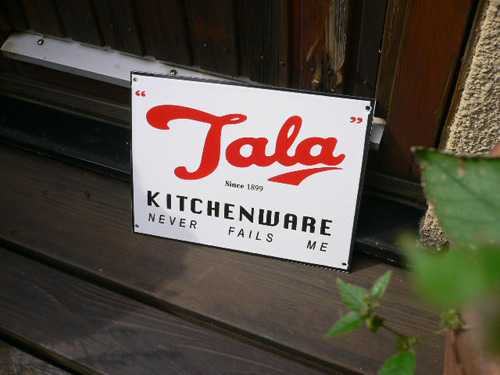 “Tala”
Since 1899
KITCHENWARE
NEVER FAILS ME